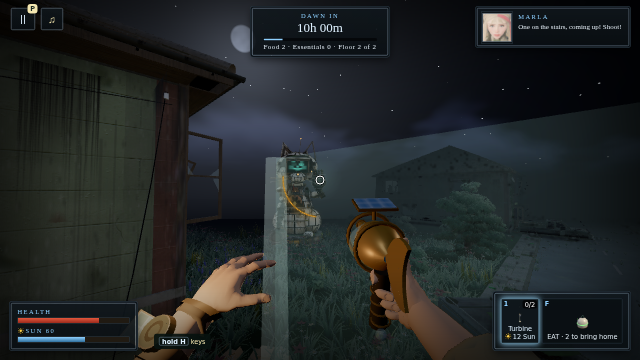 P
DAWN IN
10h 00m
Food 2 · Essentials 0 · Floor 2 of 2
MARLA
One on the stairs, coming up! Shoot!
HEALTH
SUN 60
hold H keys
1 0/2
Turbine
12 Sun
F
EAT · 2 to bring home